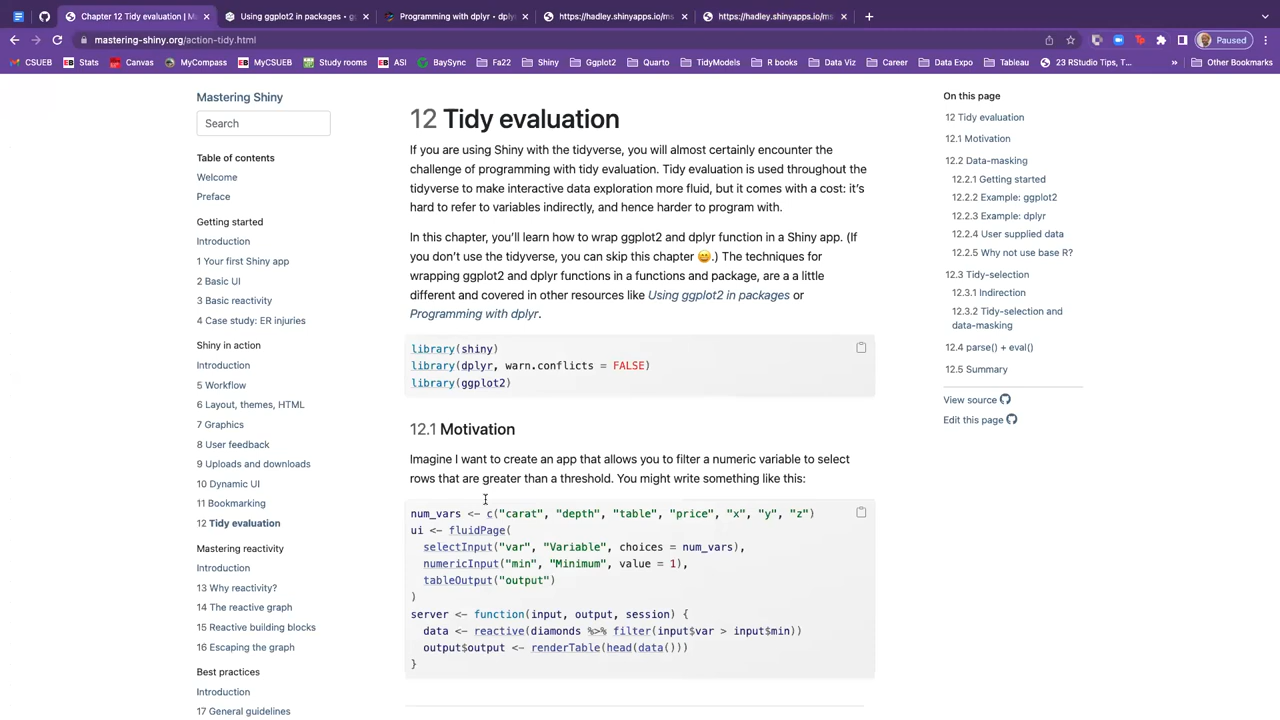 Chapter 12 Tidy evaluation | M
Using ggplot2 in packages • g
Programming with dplyr • dply
https://hadley.shinyapps.io/m
https://hadley.shinyapps.io/m
mastering-shiny.org/action-tidy.html
Paused
CSUEB
Stats
Canvas
MyCompass
MyCSUEB
Study rooms
ASI
BaySync
Fa22
Shiny
Ggplot2
Quarto
TidyModels
R books
Data Viz
Career
Data Expo
Tableau
23 RStudio Tips, T...
»
Other Bookmarks
Mastering Shiny
Search
Table of contents
Welcome
Preface
Getting started
Introduction
1 Your first Shiny app
2 Basic UI
3 Basic reactivity
4 Case study: ER injuries
Shiny in action
Introduction
5 Workflow
6 Layout, themes, HTML
7 Graphics
8 User feedback
9 Uploads and downloads
10 Dynamic UI
11 Bookmarking
12 Tidy evaluation
Mastering reactivity
Introduction
13 Why reactivity?
14 The reactive graph
15 Reactive building blocks
16 Escaping the graph
Best practices
Introduction
17 General guidelines
12 Tidy evaluation
If you are using Shiny with the tidyverse, you will almost certainly encounter the
challenge of programming with tidy evaluation. Tidy evaluation is used throughout the
tidyverse to make interactive data exploration more fluid, but it comes with a cost: it’s
hard to refer to variables indirectly, and hence harder to program with.
In this chapter, you’ll learn how to wrap ggplot2 and dplyr function in a Shiny app. (If
you don’t use the tidyverse, you can skip this chapter 😄.) The techniques for
wrapping ggplot2 and dplyr functions in a functions and package, are a a little
different and covered in other resources like Using ggplot2 in packages or
Programming with dplyr.
library(shiny)
library(dplyr, warn.conflicts = FALSE)
library(ggplot2)
12.1 Motivation
Imagine I want to create an app that allows you to filter a numeric variable to select
rows that are greater than a threshold. You might write something like this:
num_vars <- c("carat", "depth", "table", "price", "x", "y", "z")
ui <- fluidPage(
selectInput("var", "Variable", choices = num_vars),
numericInput("min", "Minimum", value = 1),
tableOutput("output")
)
server <- function(input, output, session) {
data <- reactive(diamonds %>% filter(input$var > input$min))
output$output <- renderTable(head(data()))
}
On this page
12 Tidy evaluation
12.1 Motivation
12.2 Data-masking
12.2.1 Getting started
12.2.2 Example: ggplot2
12.2.3 Example: dplyr
12.2.4 User supplied data
12.2.5 Why not use base R?
12.3 Tidy-selection
12.3.1 Indirection
12.3.2 Tidy-selection and
data-masking
12.4 parse() + eval()
12.5 Summary
View source
Edit this page